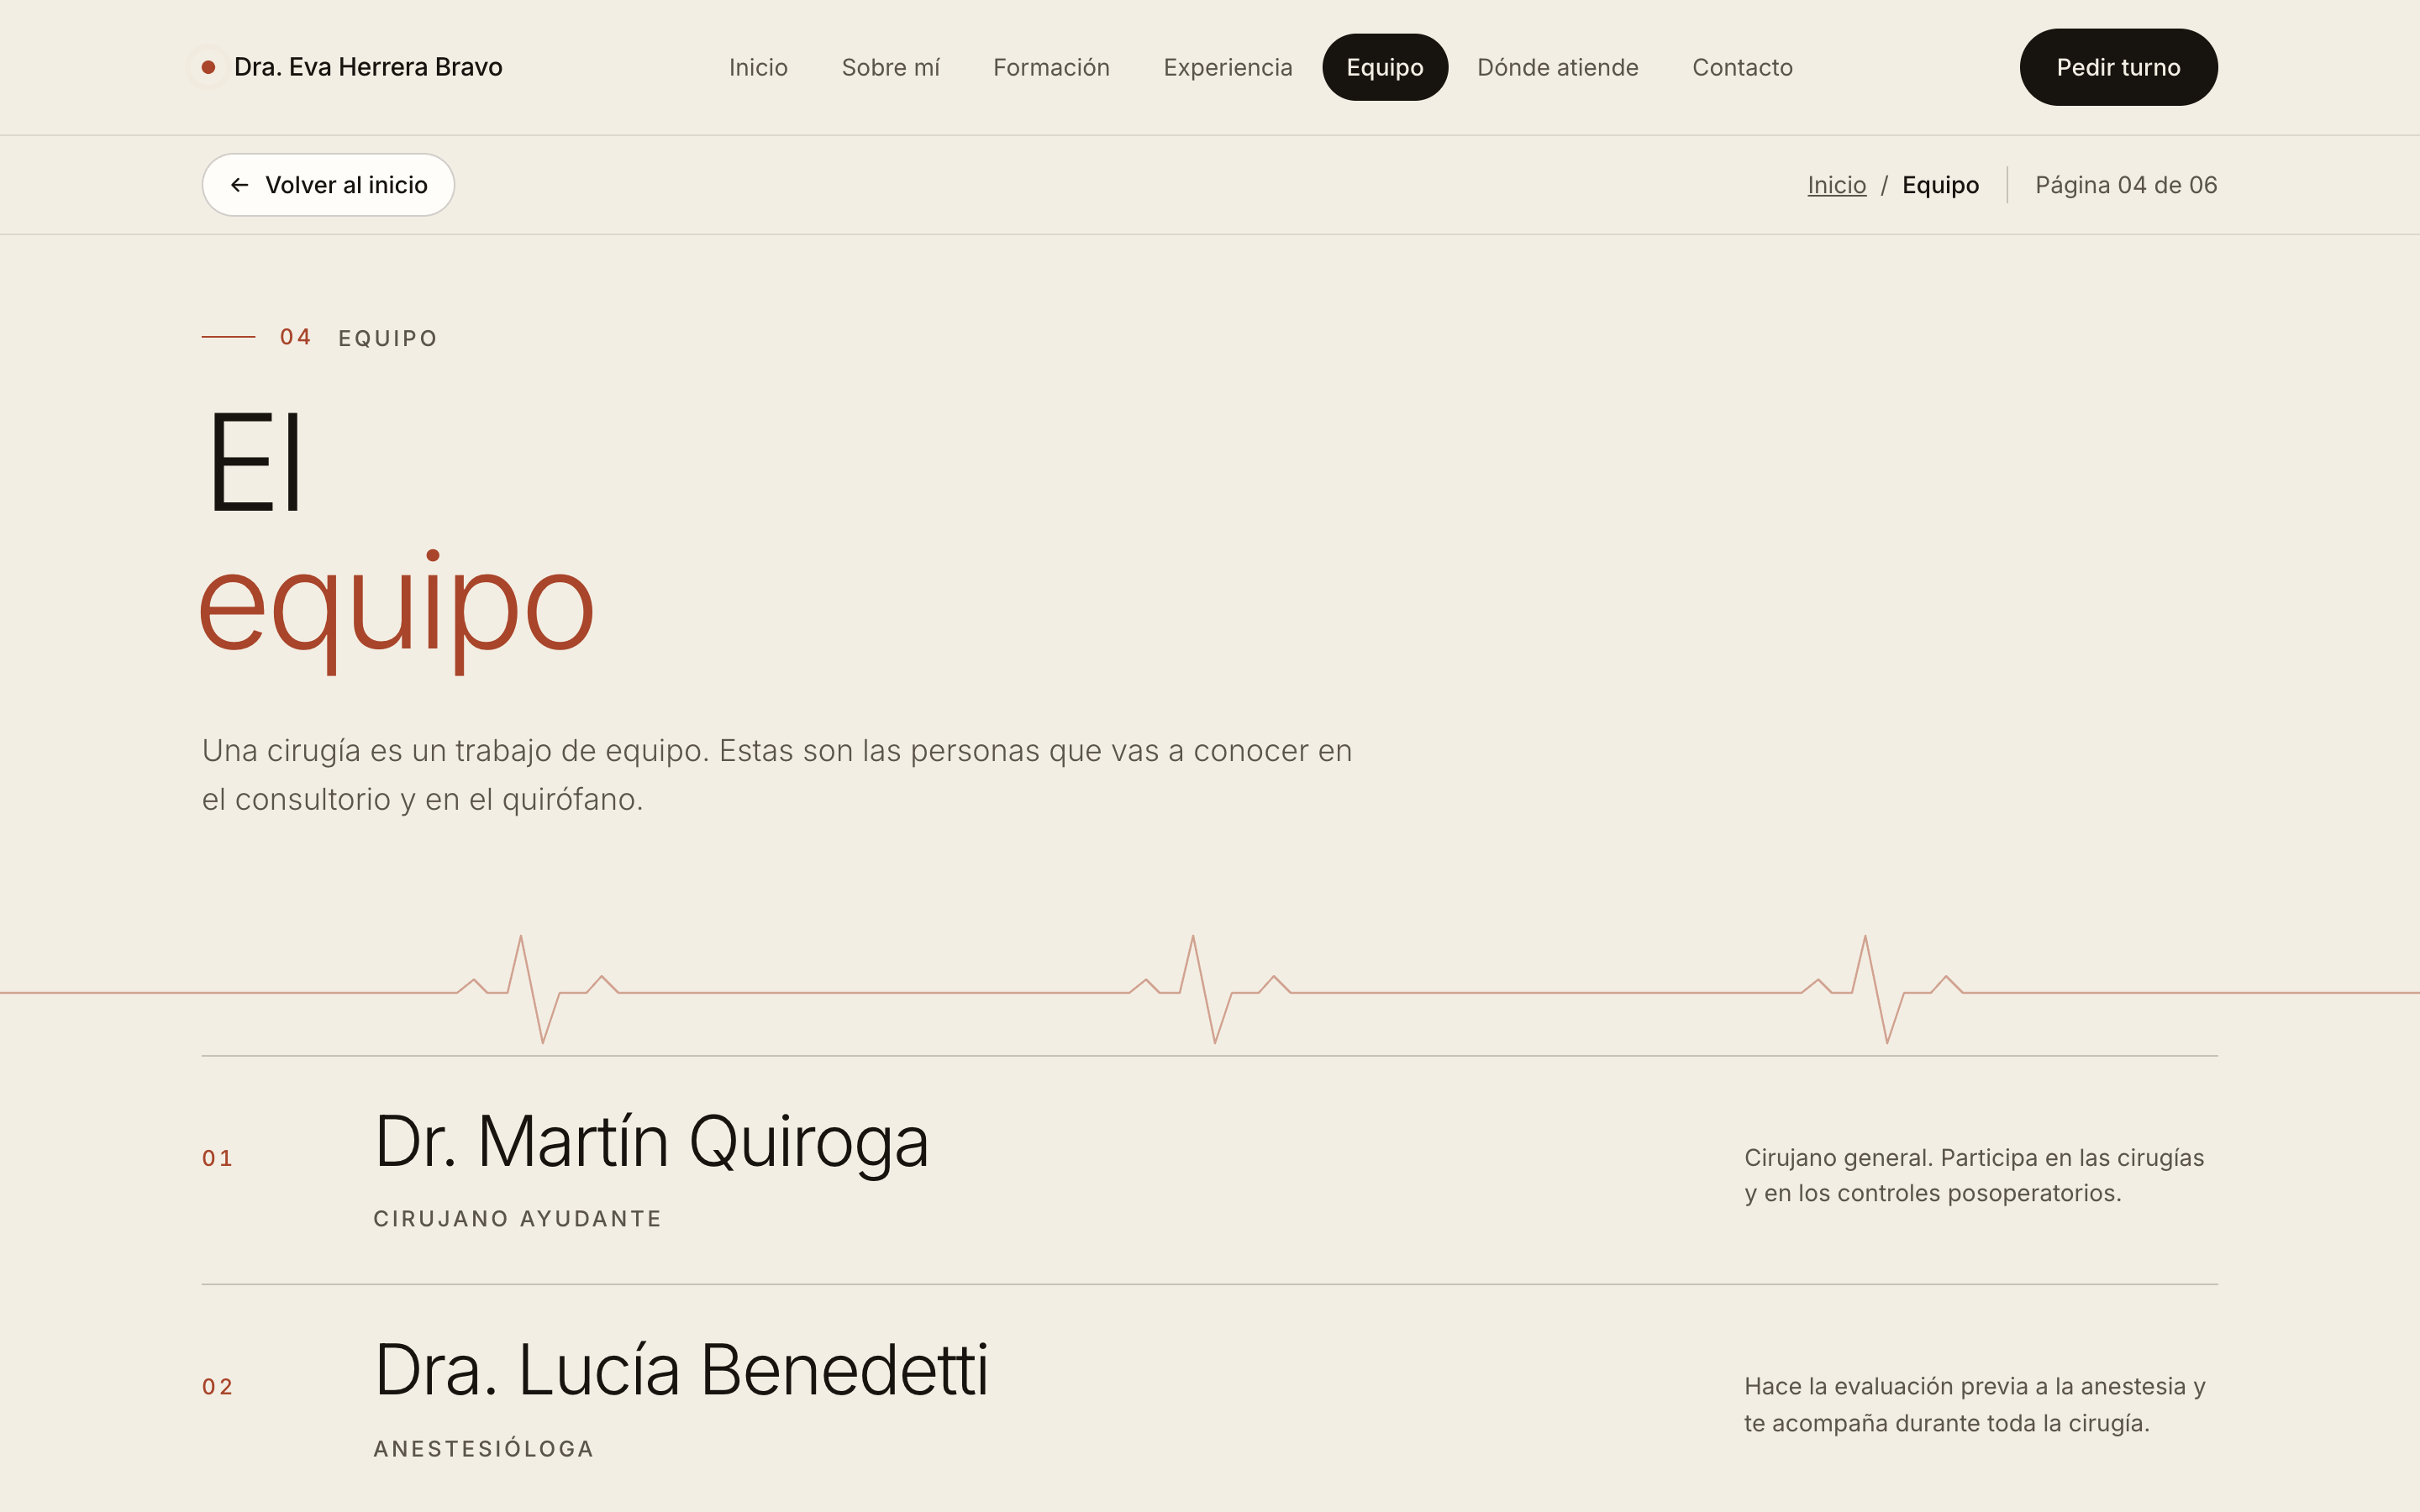 Dra. Eva Herrera Bravo
Inicio
Sobre mí
Formación
Experiencia
Equipo
Dónde atiende
Contacto
Pedir turno
← Volver al inicio
Inicio / Equipo
Página 04 de 06
04 EQUIPO
El
equipo
Una cirugía es un trabajo de equipo. Estas son las personas que vas a conocer en
el consultorio y en el quirófano.
01
Dr. Martín Quiroga
CIRUJANO AYUDANTE
Cirujano general. Participa en las cirugías
y en los controles posoperatorios.
02
Dra. Lucía Benedetti
ANESTESIÓLOGA
Hace la evaluación previa a la anestesia y
te acompaña durante toda la cirugía.